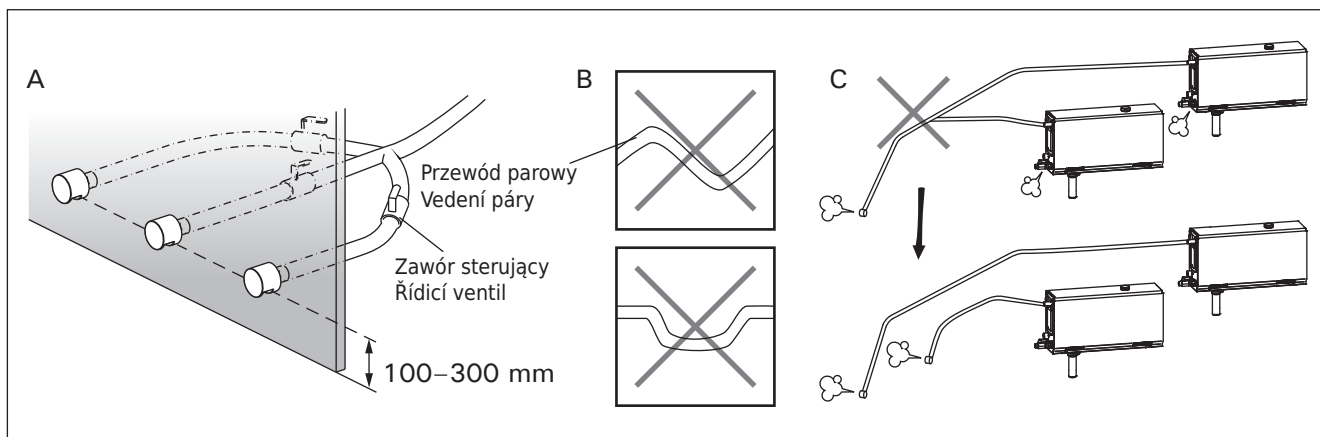 A
B
C
Przewód parowy
Vedení páry
Zawór sterujący
Řídicí ventil
100–300 mm